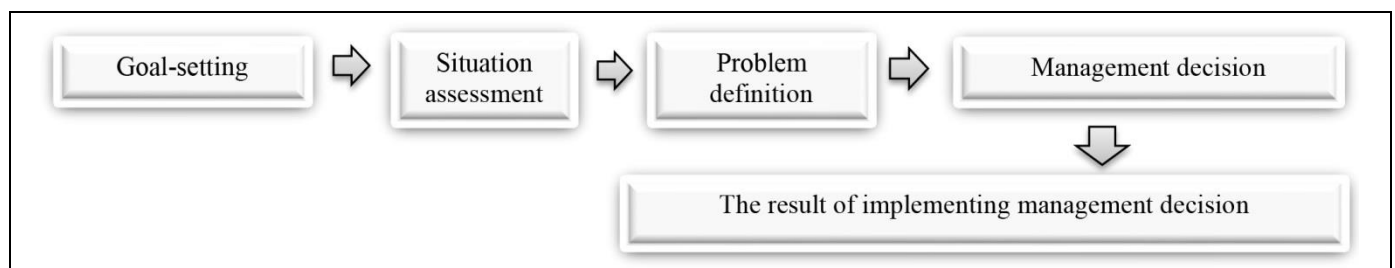 Goal-setting
Situation
assessment
Problem
definition
Management decision
The result of implementing management decision